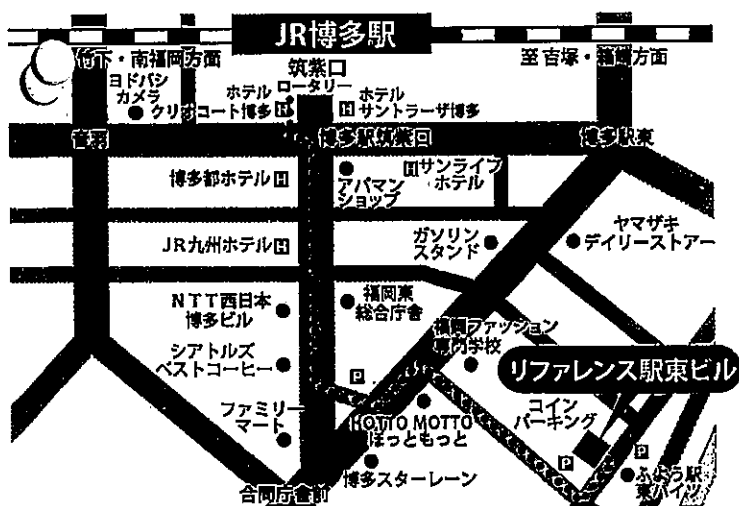 JR博多駅
竹下・南福岡方面
筑紫口
至 吉塚・箱崎方面
ヨドバシ
カメラ
ロータリー
クリオコート博多 H
ホテル
H
ホテル
サントラーザ博多
音羽
博多駅筑紫口
博多駅東
博多都ホテル H
アパマン
ショップ
H サンライフ
ホテル
JR九州ホテル H
ガソリン
スタンド
ヤマザキ
デイリーストアー
NTT西日本
博多ビル
福岡東
総合庁舎
福岡ファッション
専門学校
シアトルズ
ベストコーヒー
P
リファレンス駅東ビル
ファミリー
マート
HOTTO MOTTO
ほっともっと
コイン
パーキング
P
P
合同庁舎前
博多スターレーン
ふよう駅
東ハイツ